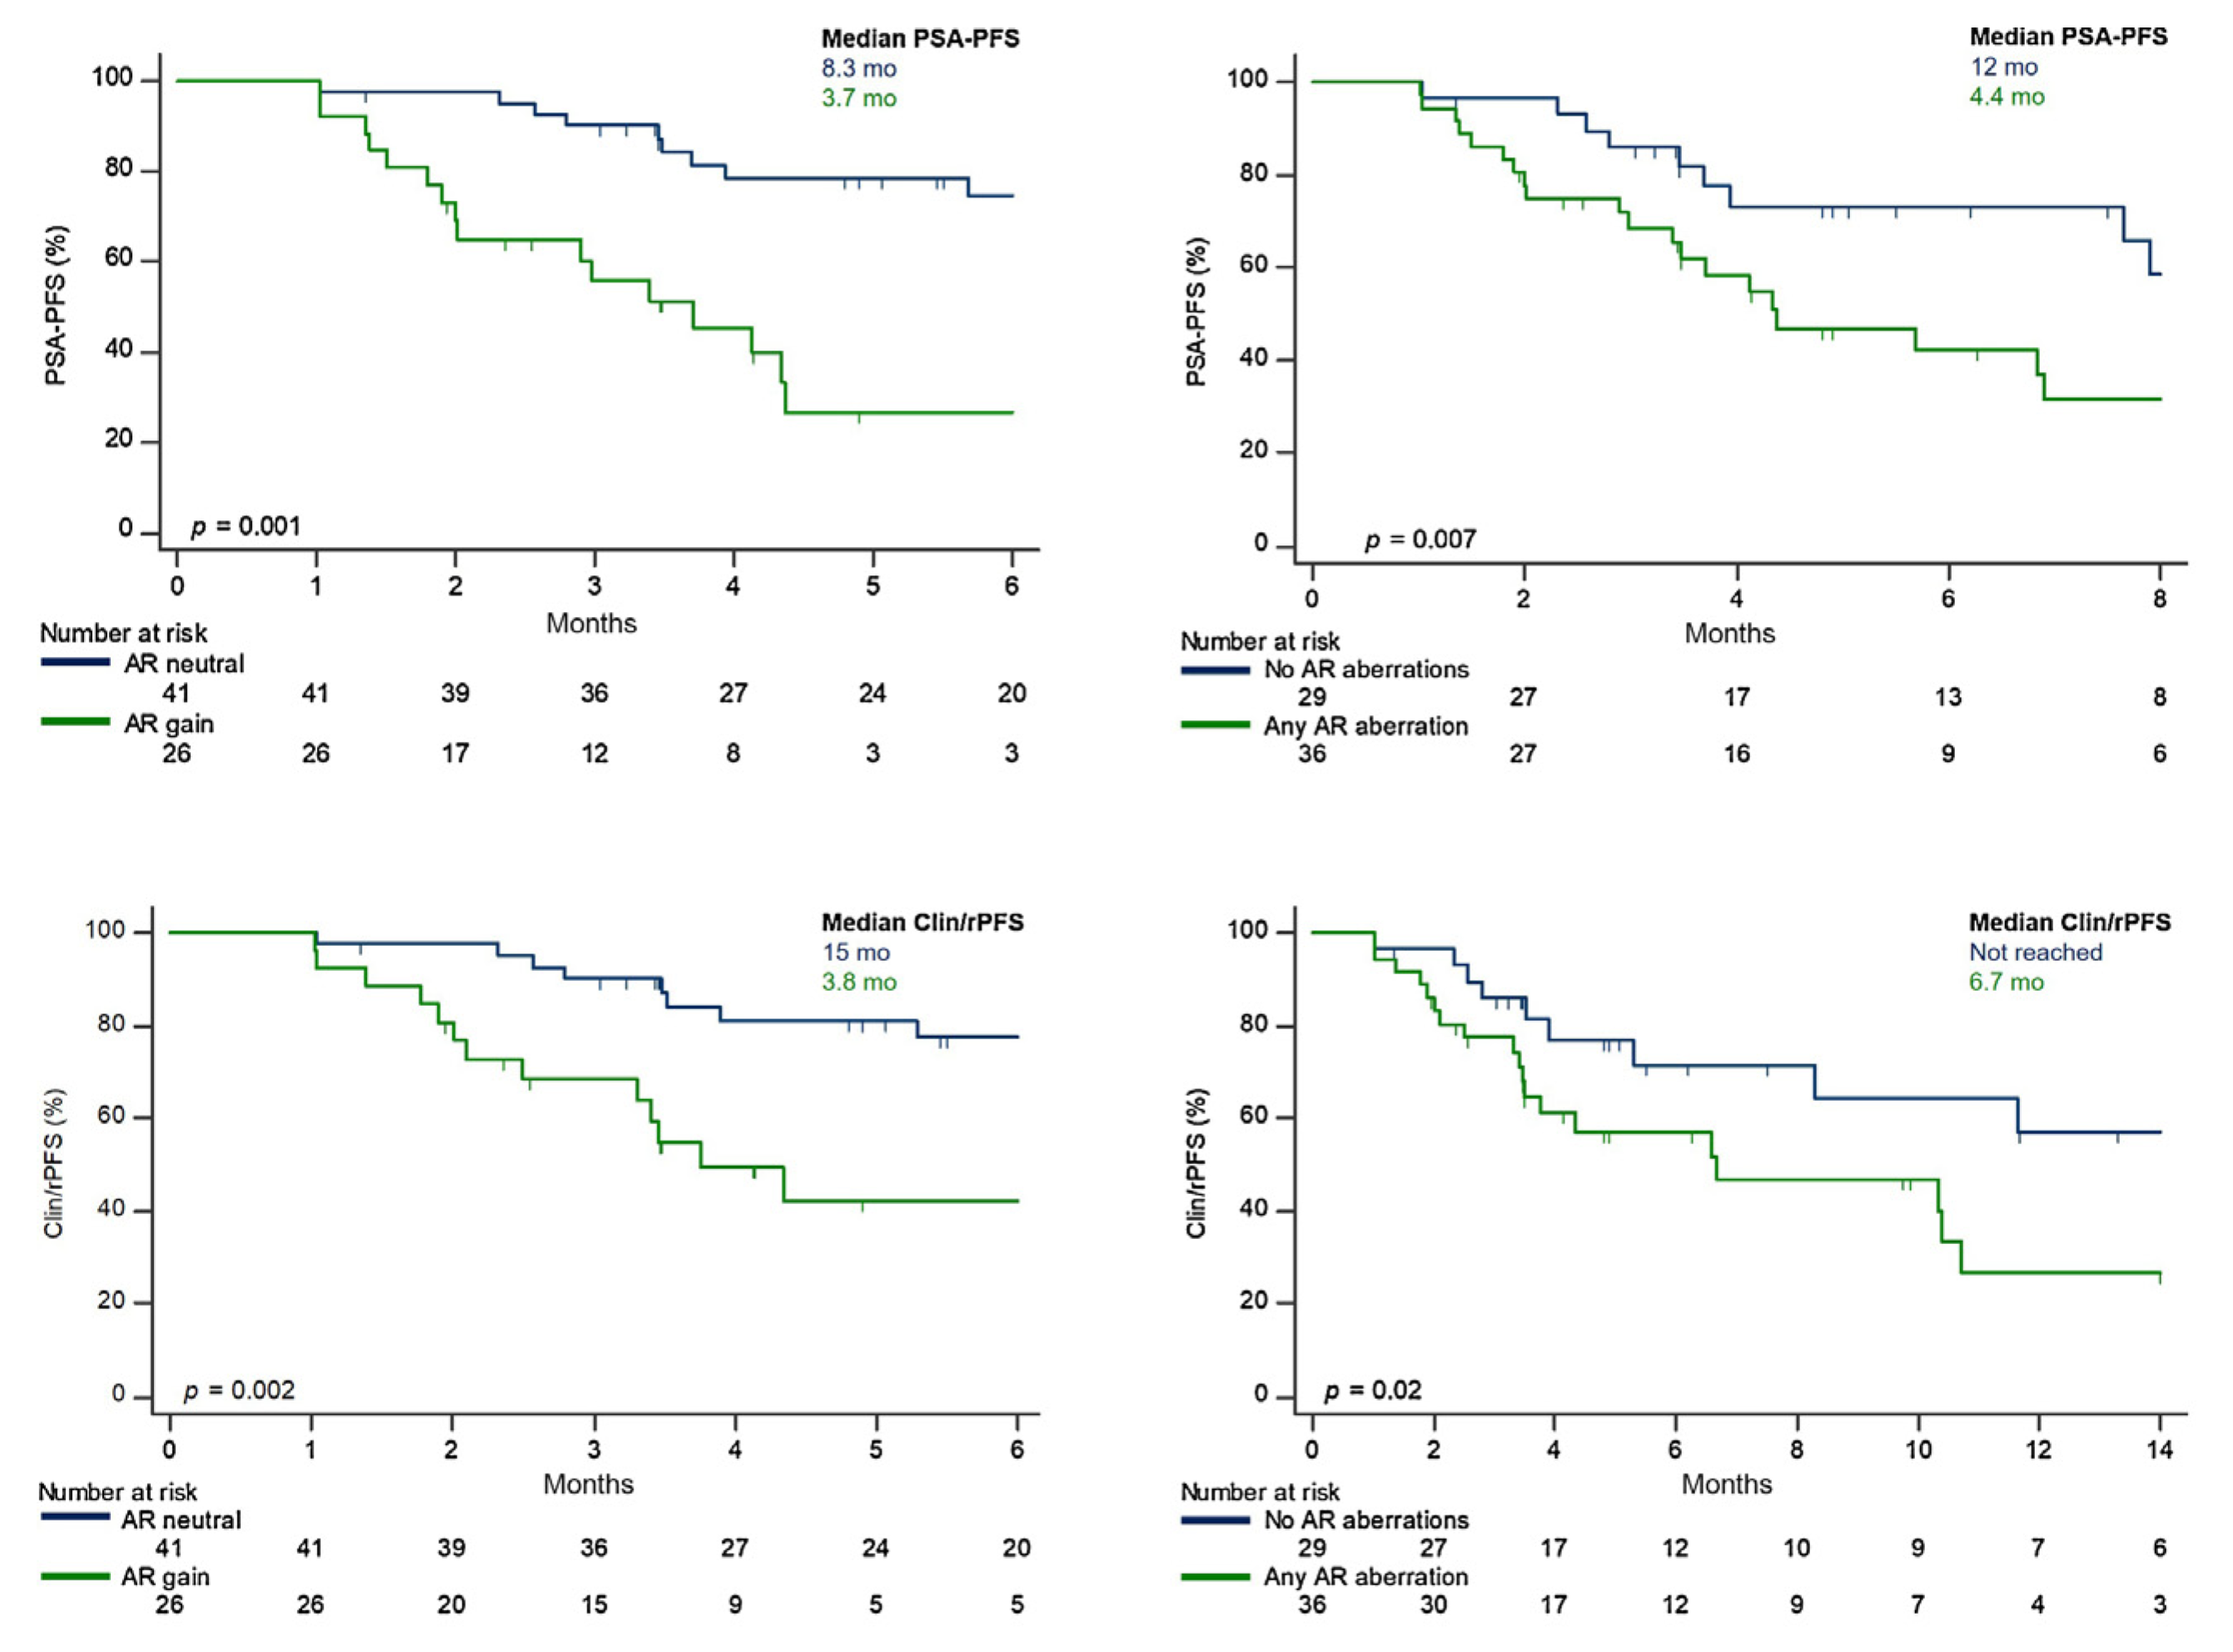 Median PSA-PFS
8.3 mo
3.7 mo
PSA-PFS (%)
100
80
60
40
20
0
p = 0.001
0 1 2 3 4 5 6
Months
Number at risk
AR neutral
41 41 39 36 27 24 20
AR gain
26 26 17 12 8 3 3
Median PSA-PFS
12 mo
4.4 mo
PSA-PFS (%)
100
80
60
40
20
0
p = 0.007
0 2 4 6 8
Months
Number at risk
No AR aberrations
29 27 17 13 8
Any AR aberration
36 27 16 9 6
Median Clin/rPFS
15 mo
3.8 mo
Clin/rPFS (%)
100
80
60
40
20
0
p = 0.002
0 1 2 3 4 5 6
Months
Number at risk
AR neutral
41 41 39 36 27 24 20
AR gain
26 26 20 15 9 5 5
Median Clin/rPFS
Not reached
6.7 mo
Clin/rPFS (%)
100
80
60
40
20
0
p = 0.02
0 2 4 6 8 10 12 14
Months
Number at risk
No AR aberrations
29 27 17 12 10 9 7 6
Any AR aberration
36 30 17 12 9 7 4 3